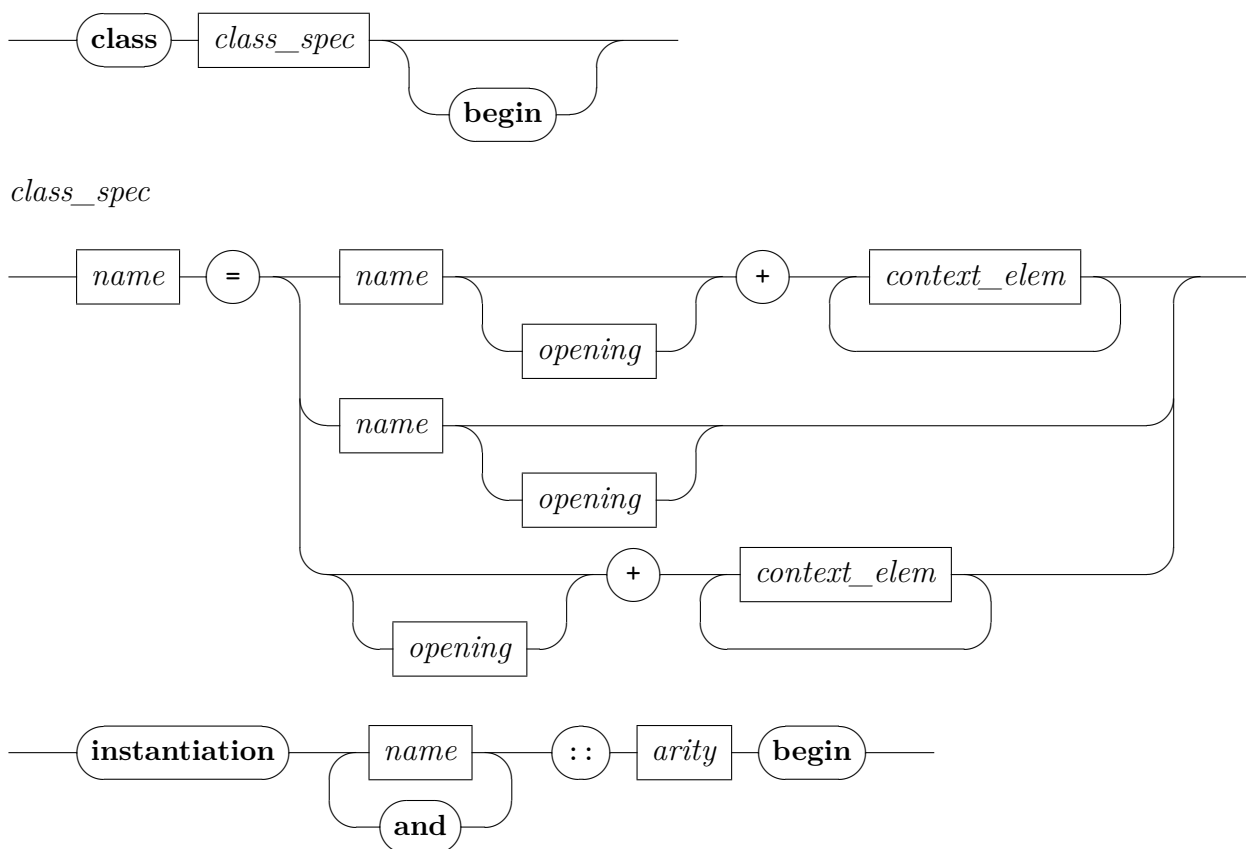 class class_spec
begin
class_spec
name = name + context_elem
opening
name
opening
+ context_elem
opening
instantiation name :: arity begin
and